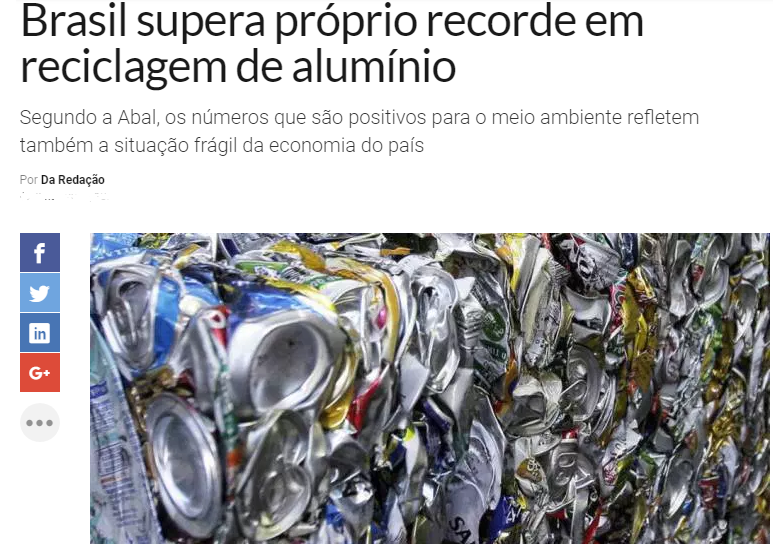 Brasil supera próprio recorde em
reciclagem de alumínio
Segundo a Abal, os números que são positivos para o meio ambiente refletem
também a situação frágil da economia do país
Por Da Redação
f
in
G+